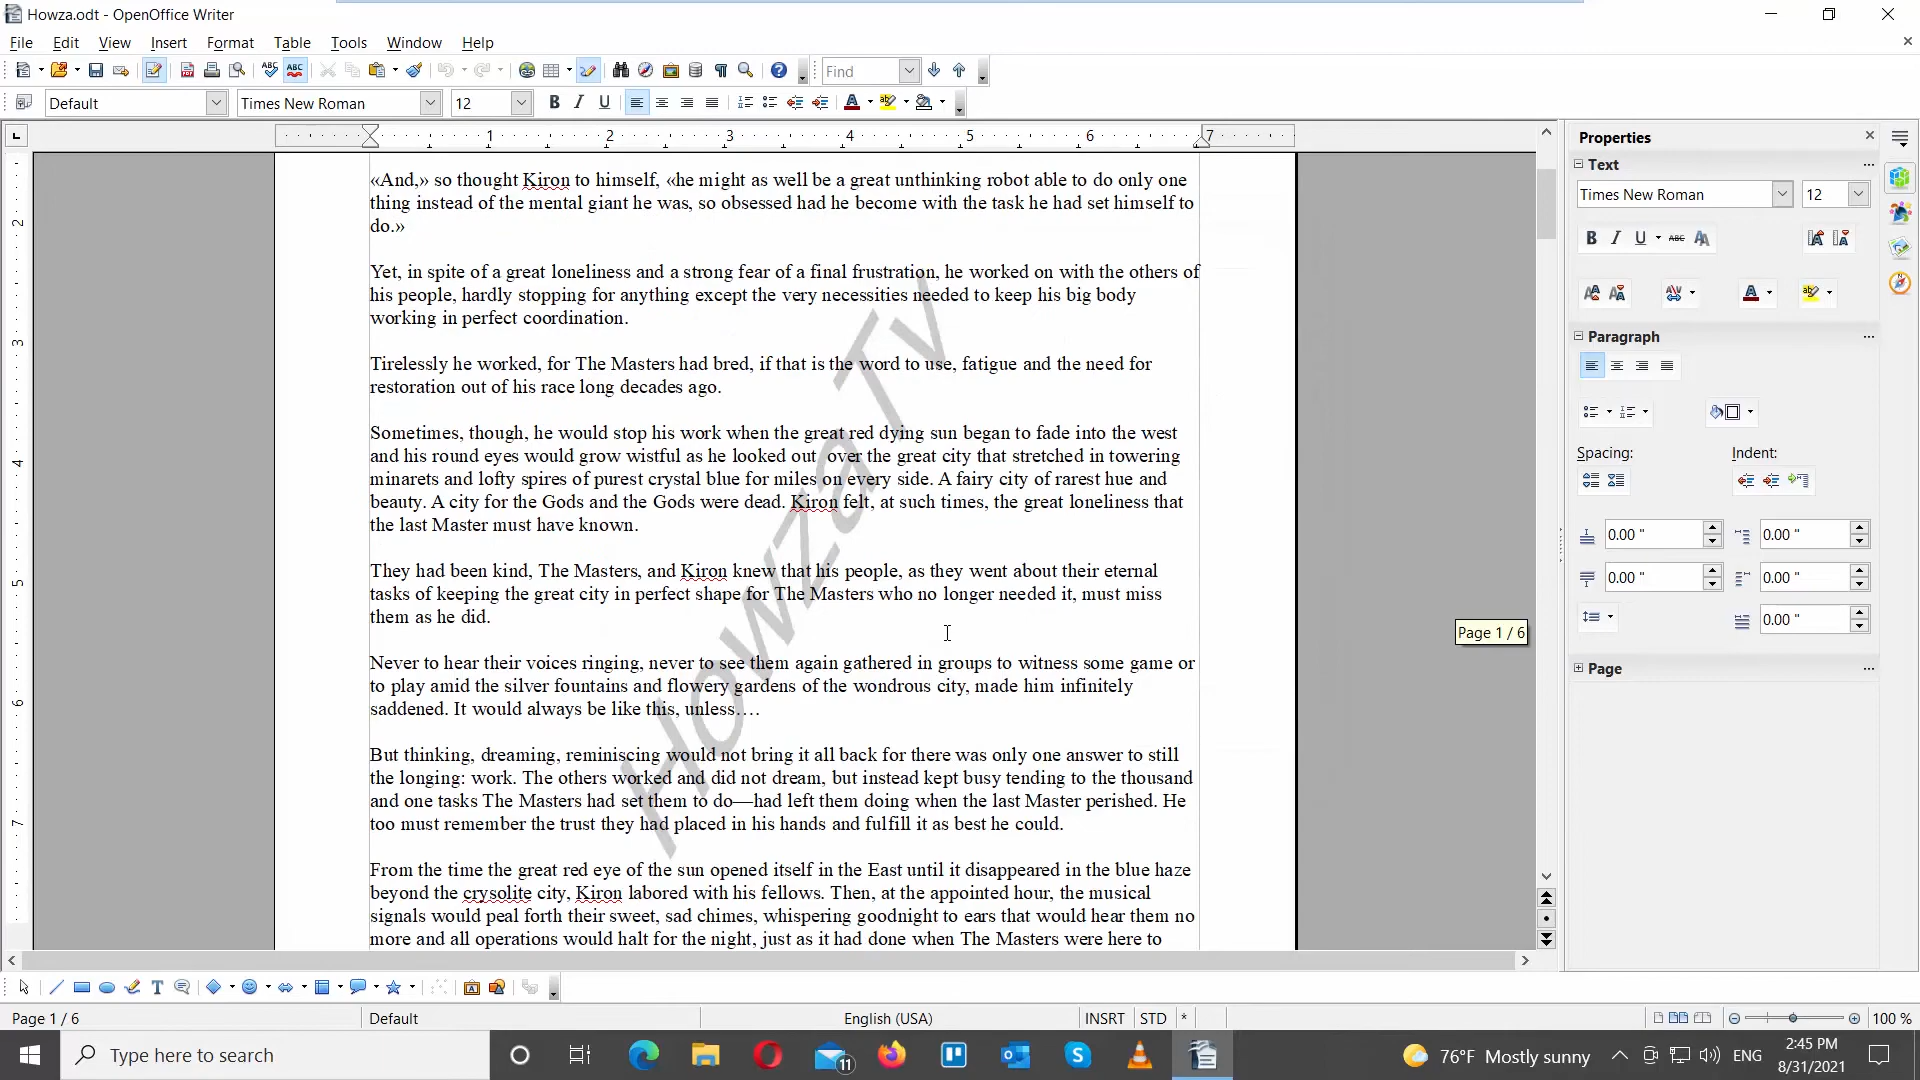 Howza.odt - OpenOffice Writer
File Edit View Insert Format Table Tools Window Help
Find
Default Times New Roman 12
1 2 3 4 5 6 7
Properties
Text
Times New Roman 12
Paragraph
Spacing: Indent:
0.00 " 0.00 "
0.00 " 0.00 "
0.00 "
Page
Page 1 / 6
2
3
4
5
6
7
«And,» so thought Kiron to himself, «he might as well be a great unthinking robot able to do only one
thing instead of the mental giant he was, so obsessed had he become with the task he had set himself to
do.»
Yet, in spite of a great loneliness and a strong fear of a final frustration, he worked on with the others of
his people, hardly stopping for anything except the very necessities needed to keep his big body
working in perfect coordination.
Tirelessly he worked, for The Masters had bred, if that is the word to use, fatigue and the need for
restoration out of his race long decades ago.
Sometimes, though, he would stop his work when the great red dying sun began to fade into the west
and his round eyes would grow wistful as he looked out over the great city that stretched in towering
minarets and lofty spires of purest crystal blue for miles on every side. A fairy city of rarest hue and
beauty. A city for the Gods and the Gods were dead. Kiron felt, at such times, the great loneliness that
the last Master must have known.
They had been kind, The Masters, and Kiron knew that his people, as they went about their eternal
tasks of keeping the great city in perfect shape for The Masters who no longer needed it, must miss
them as he did.
Never to hear their voices ringing, never to see them again gathered in groups to witness some game or
to play amid the silver fountains and flowery gardens of the wondrous city, made him infinitely
saddened. It would always be like this, unless….
But thinking, dreaming, reminiscing would not bring it all back for there was only one answer to still
the longing: work. The others worked and did not dream, but instead kept busy tending to the thousand
and one tasks The Masters had set them to do—had left them doing when the last Master perished. He
too must remember the trust they had placed in his hands and fulfill it as best he could.
From the time the great red eye of the sun opened itself in the East until it disappeared in the blue haze
beyond the crysolite city, Kiron labored with his fellows. Then, at the appointed hour, the musical
signals would peal forth their sweet, sad chimes, whispering goodnight to ears that would hear them no
more and all operations would halt for the night, just as it had done when The Masters were here to
HowzaTv
Page 1 / 6 Default English (USA) INSRT STD * 100 %
Type here to search 11 76°F Mostly sunny ENG 2:45 PM
8/31/2021